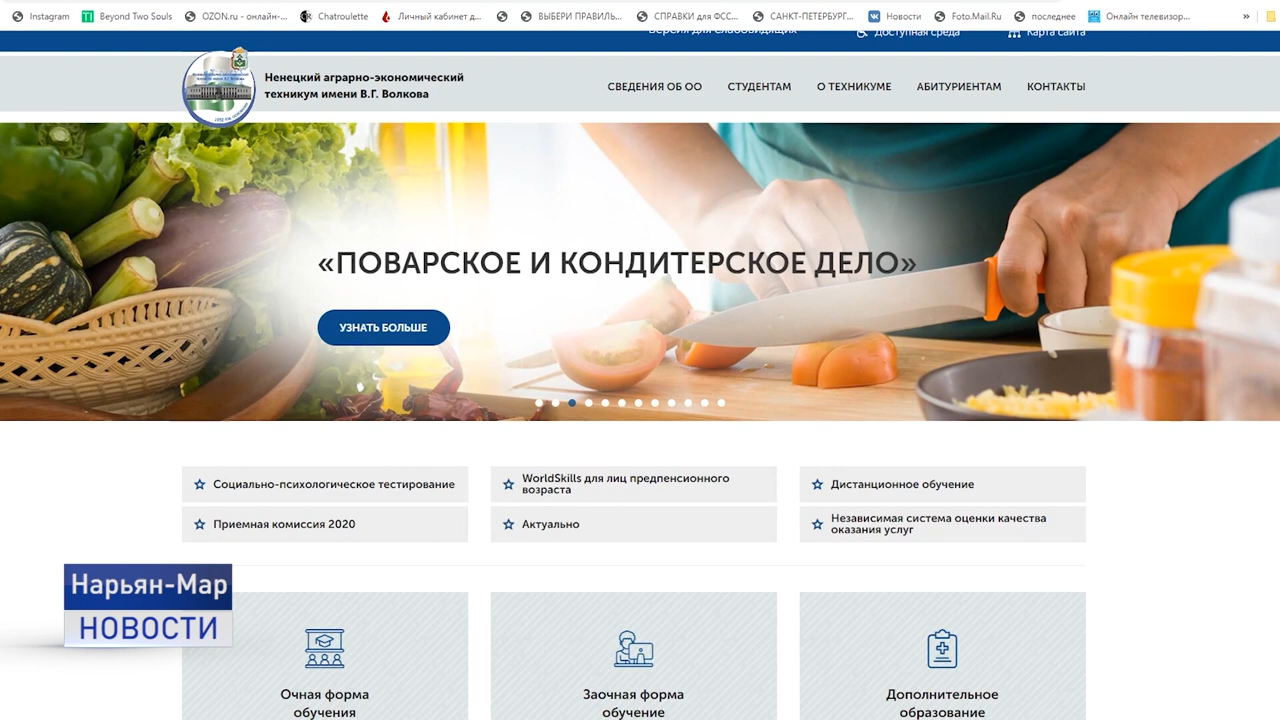 Instagram
Beyond Two Souls
OZON.ru - онлайн-...
Chatroulette
Личный кабинет д...
ВЫБЕРИ ПРАВИЛЬ...
СПРАВКИ для ФСС...
САНКТ-ПЕТЕРБУРГ...
Новости
Foto.Mail.Ru
последнее
Онлайн телевизор...
»
Версия для слабовидящих
Доступная среда
Карта сайта
Ненецкий аграрно-экономический
техникум имени В.Г. Волкова
СВЕДЕНИЯ ОБ ОО
СТУДЕНТАМ
О ТЕХНИКУМЕ
АБИТУРИЕНТАМ
КОНТАКТЫ
«ПОВАРСКОЕ И КОНДИТЕРСКОЕ ДЕЛО»
УЗНАТЬ БОЛЬШЕ
Социально-психологическое тестирование
WorldSkills для лиц предпенсионного
возраста
Дистанционное обучение
Приемная комиссия 2020
Актуально
Независимая система оценки качества
оказания услуг
Нарьян-Мар
НОВОСТИ
Очная форма
обучения
Заочная форма
обучение
Дополнительное
образование